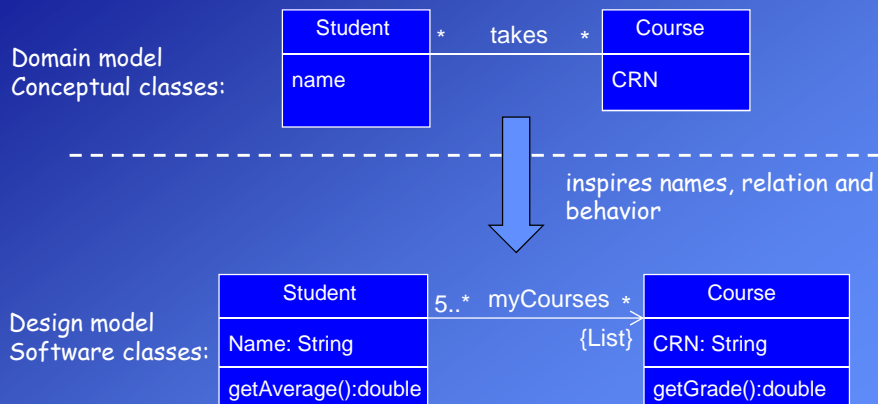 Domain model
Conceptual classes:
Student
* takes *
Course
name
CRN
inspires names, relation and
behavior
Design model
Software classes:
Student
5..* myCourses *
{List}
Course
Name: String
CRN: String
getAverage():double
getGrade():double